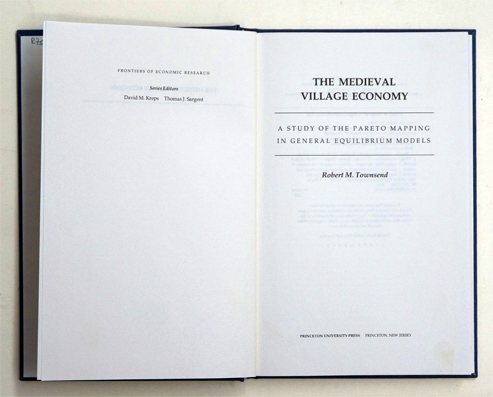 FRONTIERS OF ECONOMIC RESEARCH
Series Editors
David M. Kreps Thomas J. Sargent
THE MEDIEVAL
VILLAGE ECONOMY
A STUDY OF THE PARETO MAPPING
IN GENERAL EQUILIBRIUM MODELS
Robert M. Townsend
PRINCETON UNIVERSITY PRESS PRINCETON, NEW JERSEY